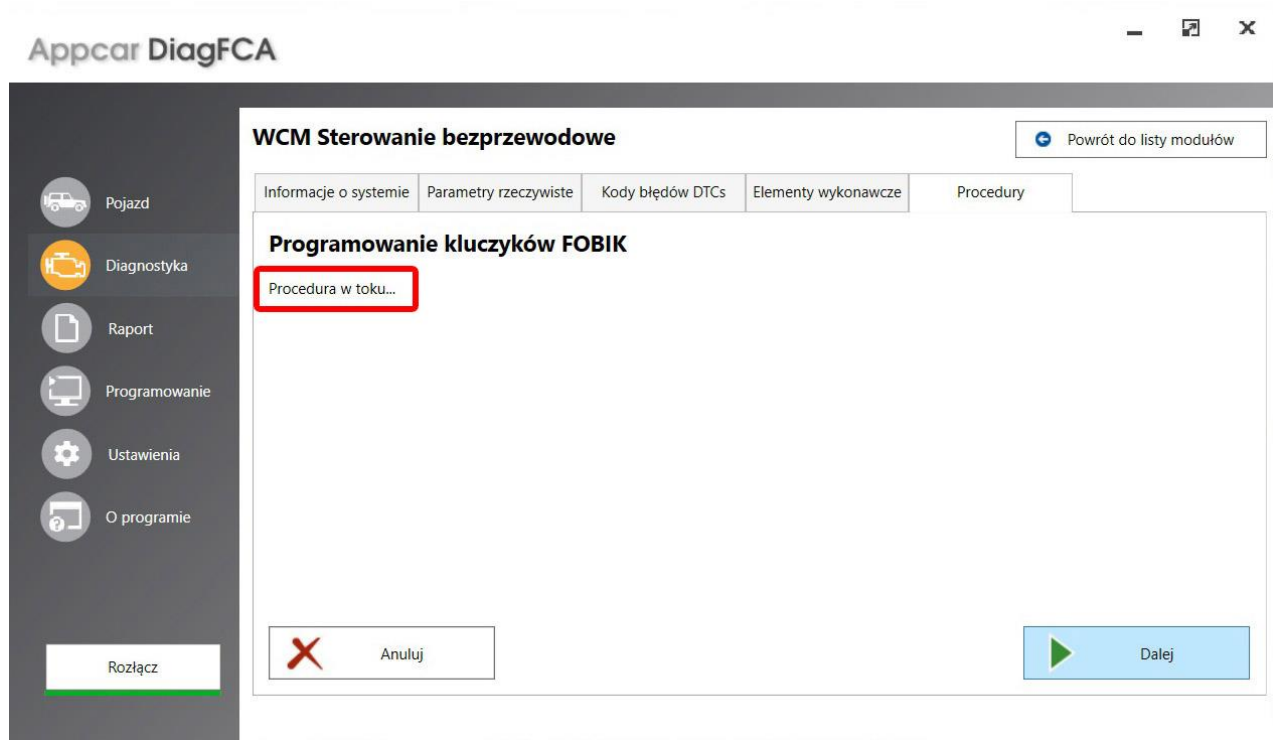 Appcar DiagFCA
WCM Sterowanie bezprzewodowe
Powrót do listy modułów
Informacje o systemie
Parametry rzeczywiste
Kody błędów DTCs
Elementy wykonawcze
Procedury
Pojazd
Diagnostyka
Raport
Programowanie
Ustawienia
O programie
Rozłącz
Programowanie kluczyków FOBIK
Procedura w toku...
Anuluj
Dalej